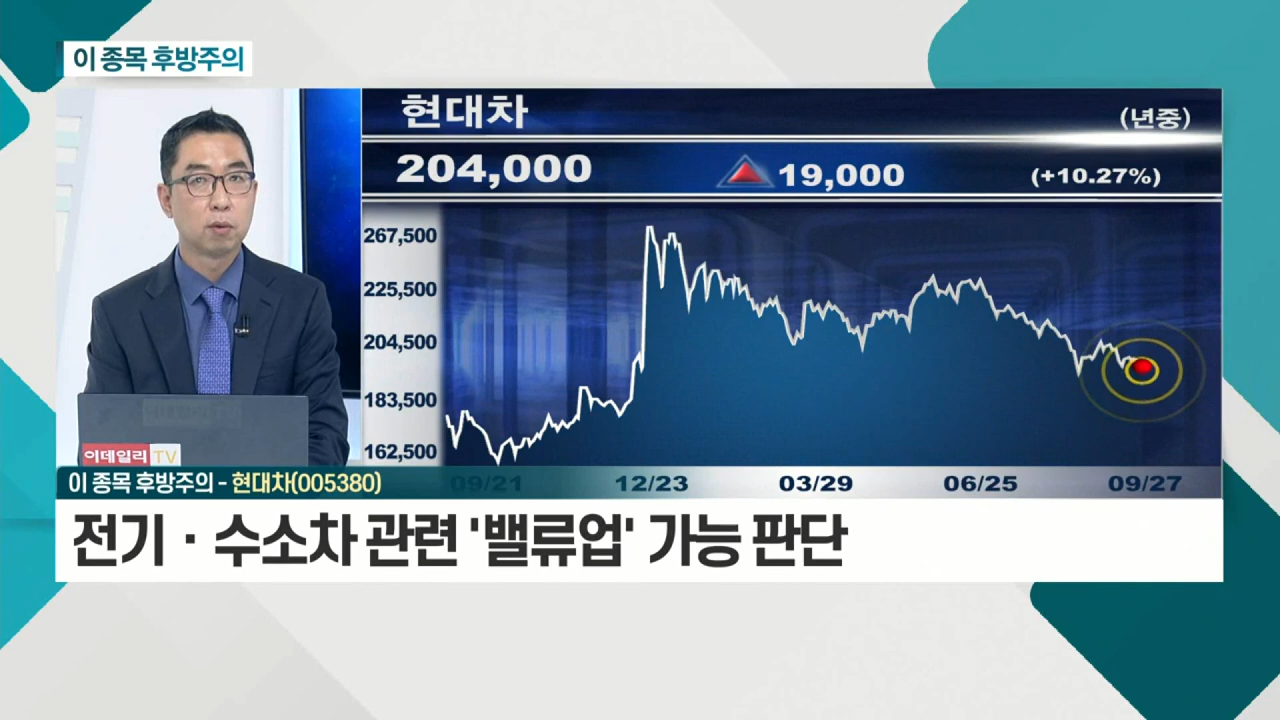 이 종목 후방주의
현대차
(년중)
204,000
19,000
(+10.27%)
267,500
225,500
204,500
183,500
162,500
09/21
12/23
03/29
06/25
09/27
이데일리 TV
이 종목 후방주의 - 현대차(005380)
전기 · 수소차 관련 '밸류업' 가능 판단